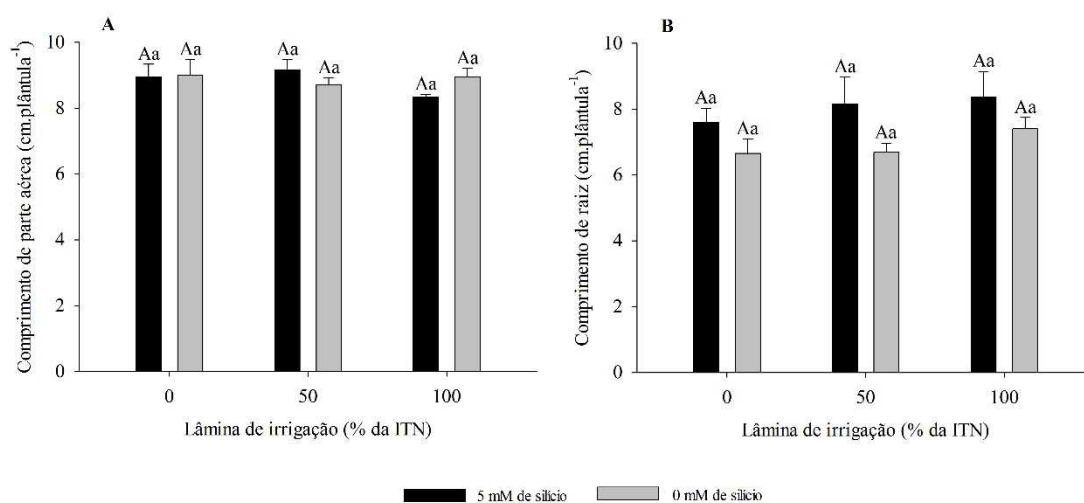 A
Comprimento de parte aérea (cm.plântula⁻¹)
10
8
6
4
2
0
Aa
Aa
Aa
Aa
Aa
Aa
0
50
100
Lâmina de irrigação (% da ITN)
B
Comprimento de raiz (cm.plântula⁻¹)
10
8
6
4
2
0
Aa
Aa
Aa
Aa
Aa
Aa
0
50
100
Lâmina de irrigação (% da ITN)
5 mM de silício
0 mM de silício